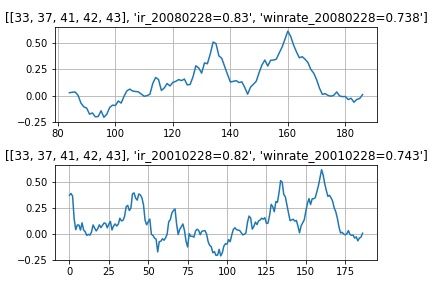 [[33, 37, 41, 42, 43], 'ir_20080228=0.83', 'winrate_20080228=0.738']
0.50
0.25
0.00
−0.25
80 100 120 140 160 180
[[33, 37, 41, 42, 43], 'ir_20010228=0.82', 'winrate_20010228=0.743']
0.50
0.25
0.00
−0.25
0 25 50 75 100 125 150 175